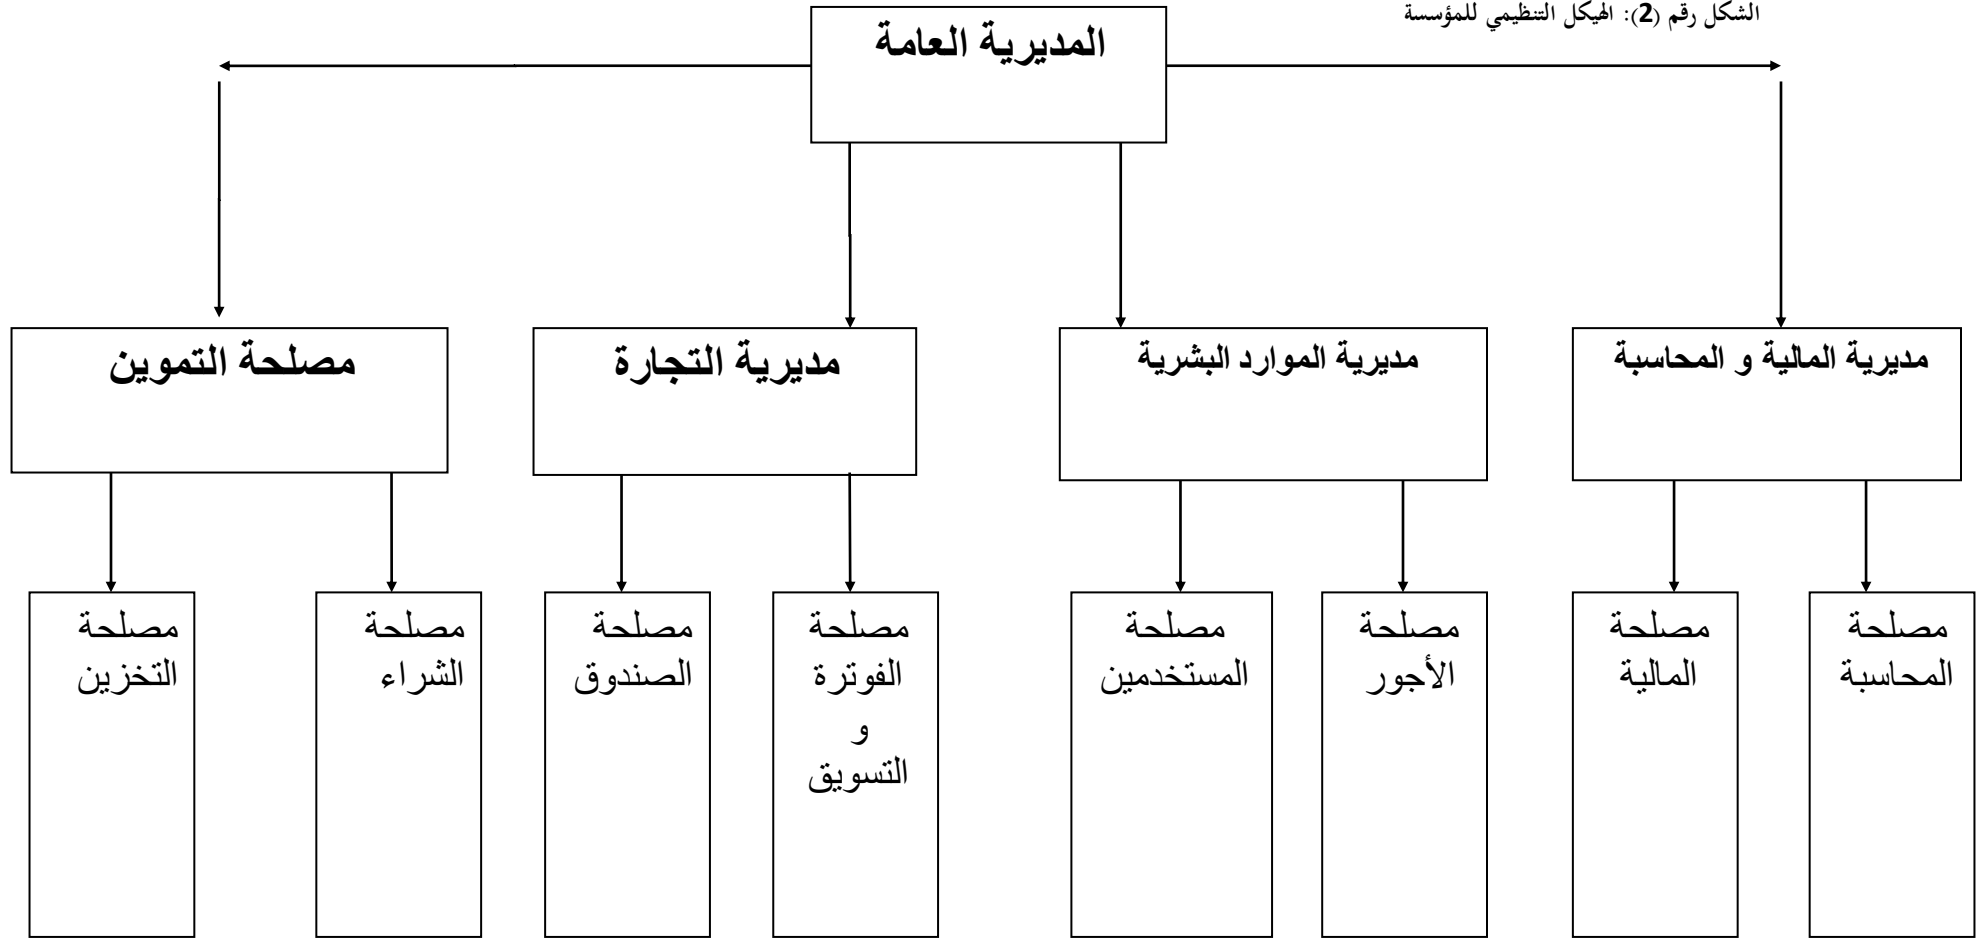 الشكل رقم (2): الهيكل التنظيمي للمؤسسة
المديرية العامة
مديرية المالية و المحاسبة
مديرية الموارد البشرية
مديرية التجارة
مصلحة التموين
مصلحة
المحاسبة
مصلحة
المالية
مصلحة
الأجور
مصلحة
المستخدمين
مصلحة
الفوترة
و
التسويق
مصلحة
الصندوق
مصلحة
الشراء
مصلحة
التخزين